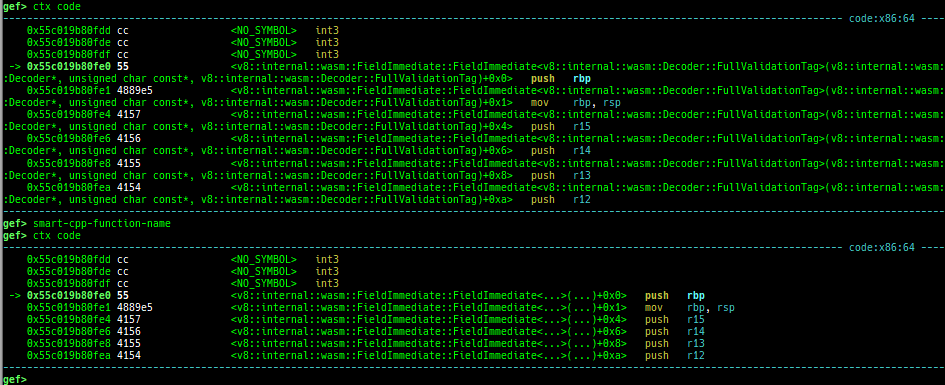 gef> ctx code
code:x86:64
0x55c019b80fdd cc <NO_SYMBOL> int3
0x55c019b80fde cc <NO_SYMBOL> int3
0x55c019b80fdf cc <NO_SYMBOL> int3
-> 0x55c019b80fe0 55 <v8::internal::wasm::FieldImmediate::FieldImmediate<v8::internal::wasm::Decoder::FullValidationTag>(v8::internal::wasm:
:Decoder*, unsigned char const*, v8::internal::wasm::Decoder::FullValidationTag)+0x0> push rbp
0x55c019b80fe1 4889e5 <v8::internal::wasm::FieldImmediate::FieldImmediate<v8::internal::wasm::Decoder::FullValidationTag>(v8::internal::wasm:
:Decoder*, unsigned char const*, v8::internal::wasm::Decoder::FullValidationTag)+0x1> mov rbp, rsp
0x55c019b80fe4 4157 <v8::internal::wasm::FieldImmediate::FieldImmediate<v8::internal::wasm::Decoder::FullValidationTag>(v8::internal::wasm:
:Decoder*, unsigned char const*, v8::internal::wasm::Decoder::FullValidationTag)+0x4> push r15
0x55c019b80fe6 4156 <v8::internal::wasm::FieldImmediate::FieldImmediate<v8::internal::wasm::Decoder::FullValidationTag>(v8::internal::wasm:
:Decoder*, unsigned char const*, v8::internal::wasm::Decoder::FullValidationTag)+0x6> push r14
0x55c019b80fe8 4155 <v8::internal::wasm::FieldImmediate::FieldImmediate<v8::internal::wasm::Decoder::FullValidationTag>(v8::internal::wasm:
:Decoder*, unsigned char const*, v8::internal::wasm::Decoder::FullValidationTag)+0x8> push r13
0x55c019b80fea 4154 <v8::internal::wasm::FieldImmediate::FieldImmediate<v8::internal::wasm::Decoder::FullValidationTag>(v8::internal::wasm:
:Decoder*, unsigned char const*, v8::internal::wasm::Decoder::FullValidationTag)+0xa> push r12
gef> smart-cpp-function-name
gef> ctx code
code:x86:64
0x55c019b80fdd cc <NO_SYMBOL> int3
0x55c019b80fde cc <NO_SYMBOL> int3
0x55c019b80fdf cc <NO_SYMBOL> int3
-> 0x55c019b80fe0 55 <v8::internal::wasm::FieldImmediate::FieldImmediate<...>(...)+0x0> push rbp
0x55c019b80fe1 4889e5 <v8::internal::wasm::FieldImmediate::FieldImmediate<...>(...)+0x1> mov rbp, rsp
0x55c019b80fe4 4157 <v8::internal::wasm::FieldImmediate::FieldImmediate<...>(...)+0x4> push r15
0x55c019b80fe6 4156 <v8::internal::wasm::FieldImmediate::FieldImmediate<...>(...)+0x6> push r14
0x55c019b80fe8 4155 <v8::internal::wasm::FieldImmediate::FieldImmediate<...>(...)+0x8> push r13
0x55c019b80fea 4154 <v8::internal::wasm::FieldImmediate::FieldImmediate<...>(...)+0xa> push r12
gef>